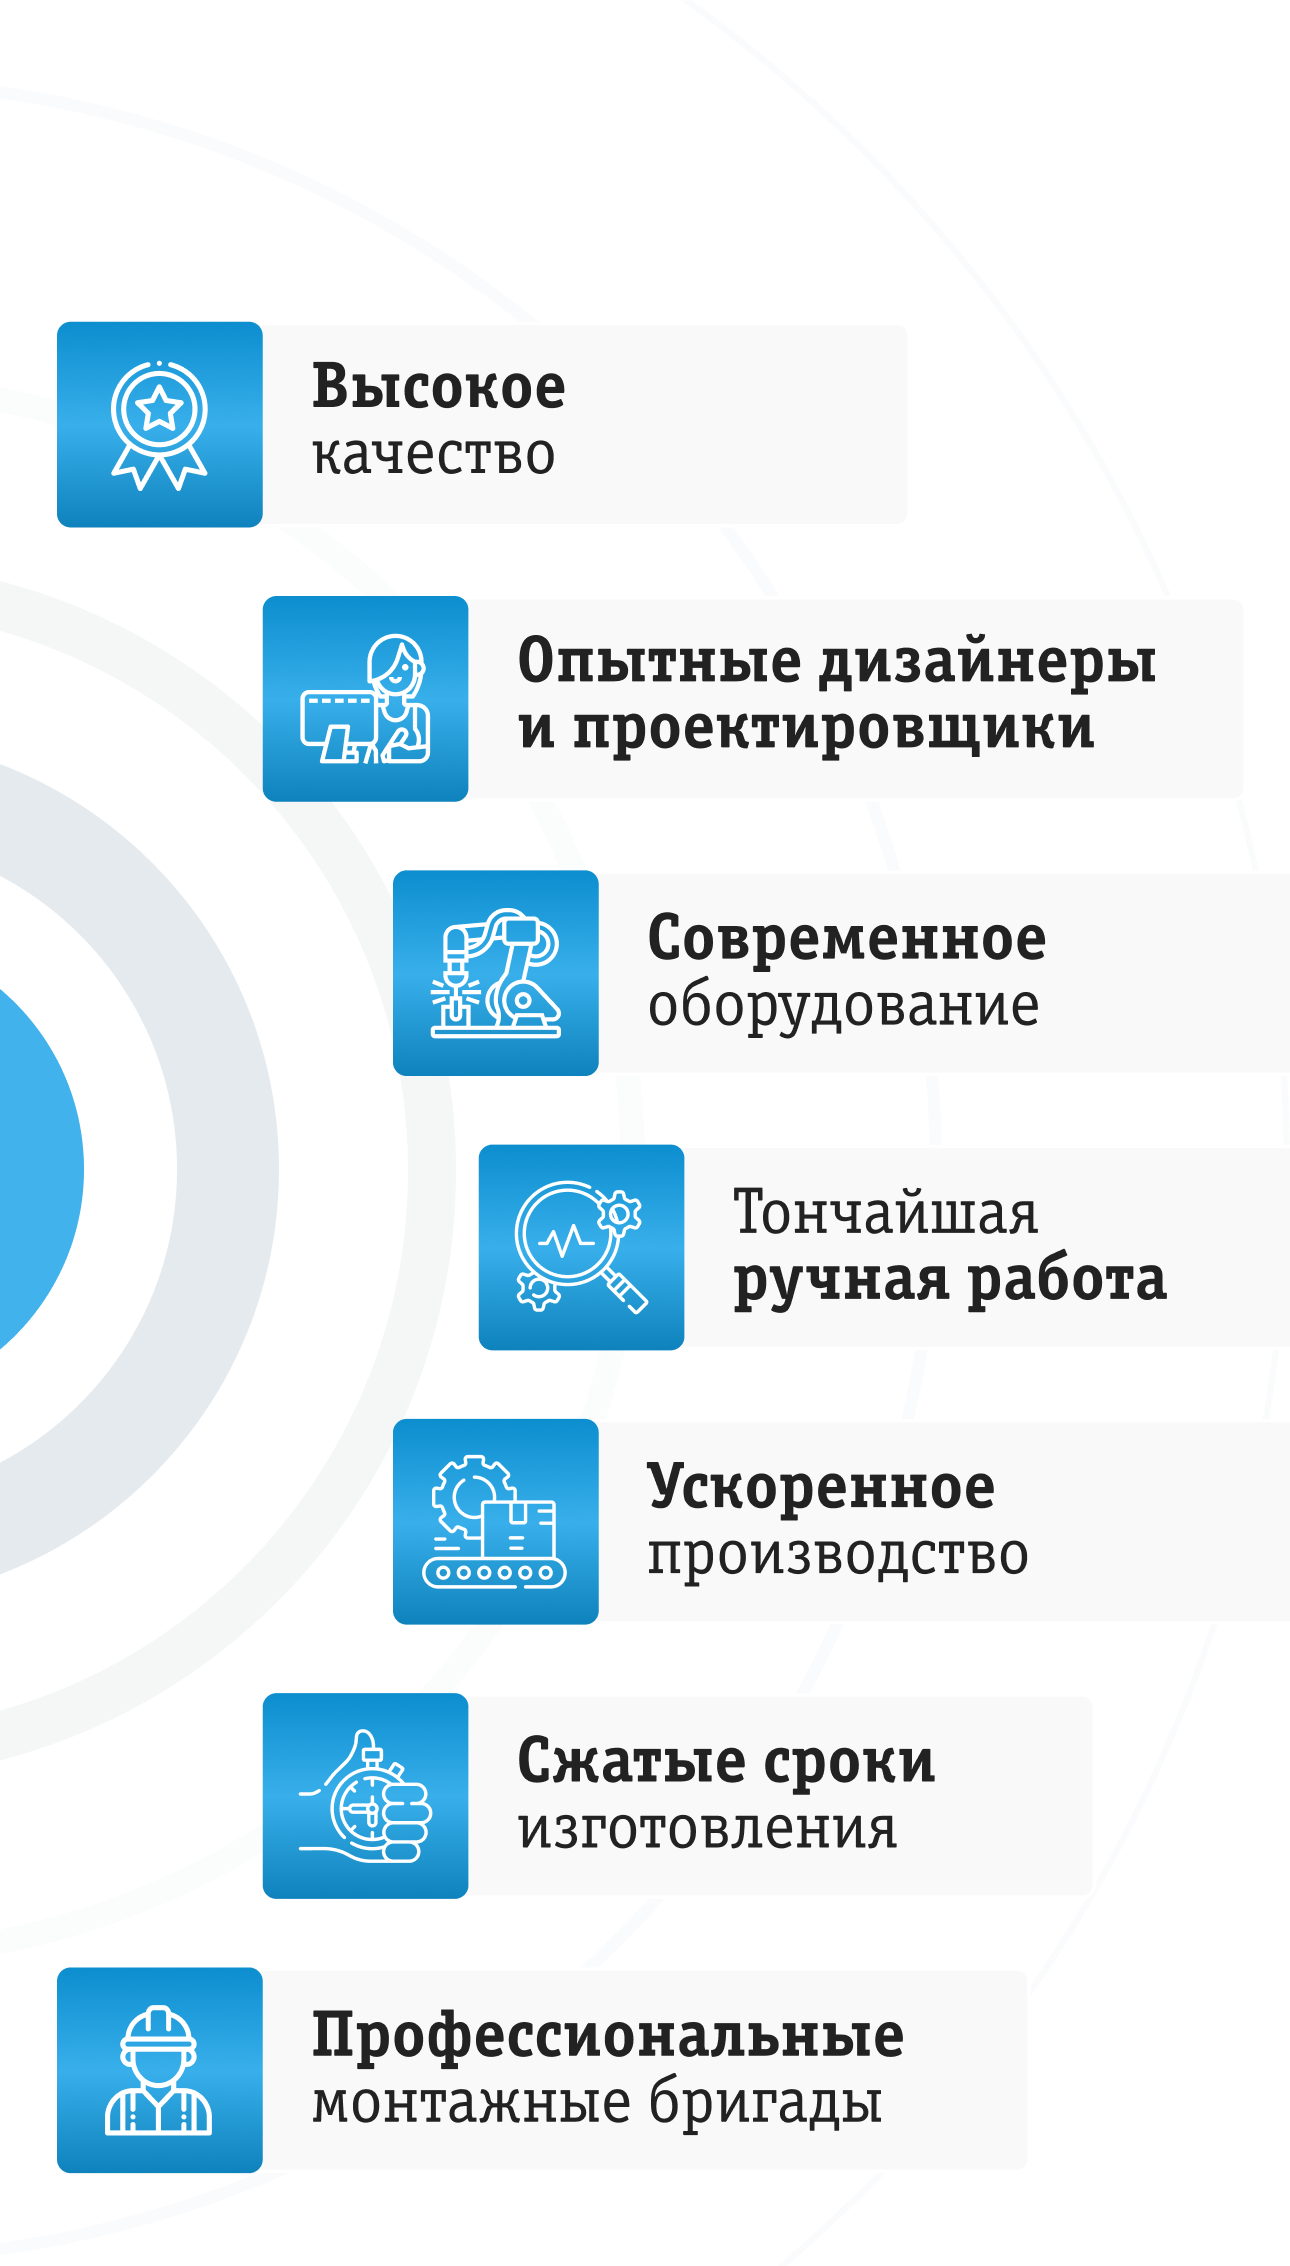 Высокое
качество
Опытные дизайнеры
и проектировщики
Современное
оборудование
Тончайшая
ручная работа
Ускоренное
производство
Сжатые сроки
изготовления
Профессиональные
монтажные бригады